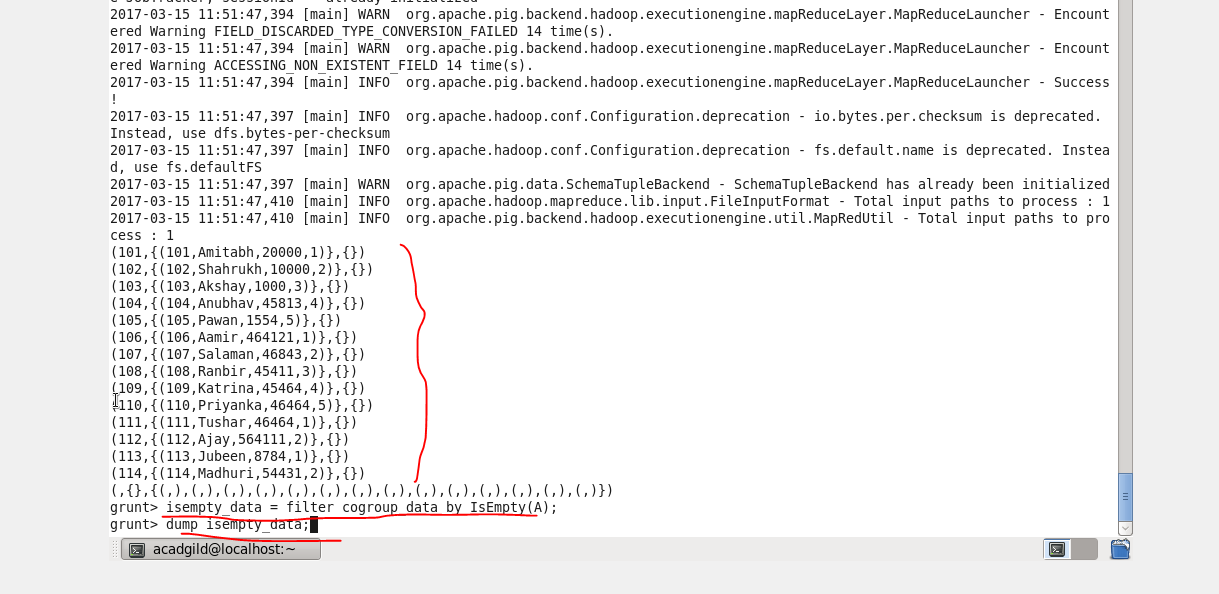 2017-03-15 11:51:47,394 [main] WARN  org.apache.pig.backend.hadoop.executionengine.mapReduceLayer.MapReduceLauncher - Encount
ered Warning FIELD_DISCARDED_TYPE_CONVERSION_FAILED 14 time(s).
2017-03-15 11:51:47,394 [main] WARN  org.apache.pig.backend.hadoop.executionengine.mapReduceLayer.MapReduceLauncher - Encount
ered Warning ACCESSING_NON_EXISTENT_FIELD 14 time(s).
2017-03-15 11:51:47,394 [main] INFO  org.apache.pig.backend.hadoop.executionengine.mapReduceLayer.MapReduceLauncher - Success
!
2017-03-15 11:51:47,397 [main] INFO  org.apache.hadoop.conf.Configuration.deprecation - io.bytes.per.checksum is deprecated.
Instead, use dfs.bytes-per-checksum
2017-03-15 11:51:47,397 [main] INFO  org.apache.hadoop.conf.Configuration.deprecation - fs.default.name is deprecated. Instea
d, use fs.defaultFS
2017-03-15 11:51:47,397 [main] WARN  org.apache.pig.data.SchemaTupleBackend - SchemaTupleBackend has already been initialized
2017-03-15 11:51:47,410 [main] INFO  org.apache.hadoop.mapreduce.lib.input.FileInputFormat - Total input paths to process : 1
2017-03-15 11:51:47,410 [main] INFO  org.apache.pig.backend.hadoop.executionengine.util.MapRedUtil - Total input paths to pro
cess : 1
(101,{(101,Amitabh,20000,1)},{})
(102,{(102,Shahrukh,10000,2)},{})
(103,{(103,Akshay,1000,3)},{})
(104,{(104,Anubhav,45813,4)},{})
(105,{(105,Pawan,1554,5)},{})
(106,{(106,Aamir,464121,1)},{})
(107,{(107,Salaman,46843,2)},{})
(108,{(108,Ranbir,45411,3)},{})
(109,{(109,Katrina,45464,4)},{})
(110,{(110,Priyanka,46464,5)},{})
(111,{(111,Tushar,46464,1)},{})
(112,{(112,Ajay,564111,2)},{})
(113,{(113,Jubeen,8784,1)},{})
(114,{(114,Madhuri,54431,2)},{})
(,{},{(,),(,),(,),(,),(,),(,),(,),(,),(,),(,),(,),(,),(,),(,)})
grunt> isempty_data = filter cogroup_data by IsEmpty(A);
grunt> dump isempty_data;
acadgild@localhost:~